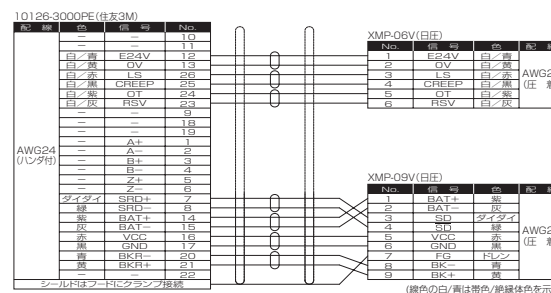 10126-3000PE(住友3M)
配 線 色 信 号 No.
－ － 10
－ － 11
白／青 E24V 12
白／黄 0V 13
白／赤 LS 26
白／黒 CREEP 25
白／紫 OT 24
白／灰 RSV 23
－ － 9
－ － 18
－ － 19
AWG24
(ハンダ付)
－ A+ 1
－ A− 2
－ B+ 3
－ B− 4
－ Z+ 5
－ Z− 6
ダイダイ SRD+ 7
緑 SRD− 8
紫 BAT+ 14
灰 BAT− 15
赤 VCC 16
黒 GND 17
青 BKR− 20
黄 BKR+ 21
－ － 22
シールドはフードにクランプ接続
XMP-06V(日圧)
No. 信 号 色 配
1 E24V 白／青
2 0V 白／黄
3 LS 白／赤
4 CREEP 白／黒
5 OT 白／紫
6 RSV 白／灰
AWG2
(圧
XMP-09V(日圧)
No. 信 号 色 配
1 BAT+ 紫
2 BAT− 灰
3 SD ダイダイ
4 SD 緑
5 VCC 赤
6 GND 黒
7 FG ドレン
8 BK− 青
9 BK+ 黄
AWG2
(圧
(線色の白/青は帯色/絶縁体色を示